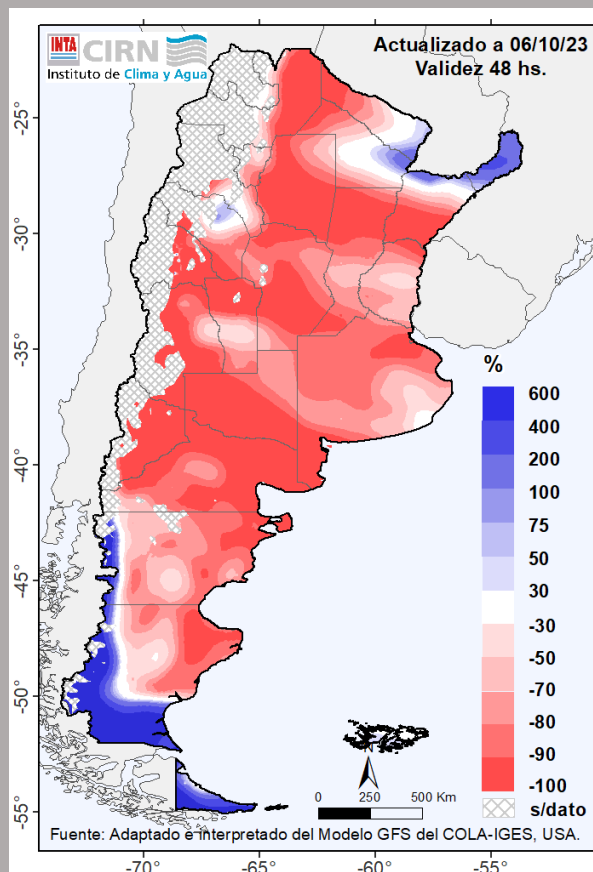 INTA CIRN
Instituto de Clima y Agua
Actualizado a 06/10/23
Validez 48 hs.
-25°
-30°
-35°
-40°
-45°
-50°
-55°
%
600
400
200
100
75
50
30
-30
-50
-70
-80
-90
-100
s/dato
N
0 250 500 Km
Fuente: Adaptado e interpretado del Modelo GFS del COLA-IGES, USA.
-70° -65° -60° -55°